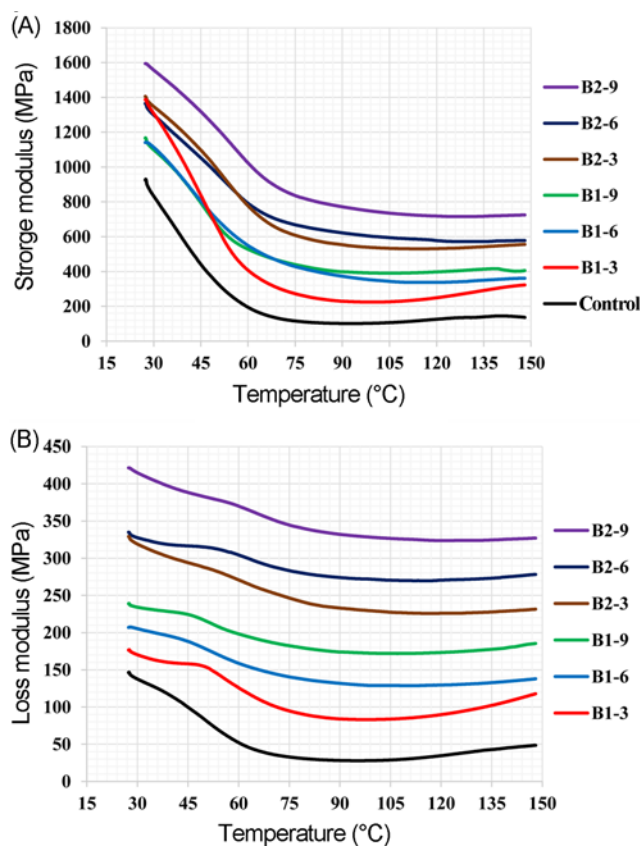 (A)
1800
1600
1400
1200
1000
800
600
400
200
0
Strorge modulus (MPa)
15 30 45 60 75 90 105 120 135 150
Temperature (°C)
B2-9
B2-6
B2-3
B1-9
B1-6
B1-3
Control
(B)
450
400
350
300
250
200
150
100
50
0
Loss modulus (MPa)
15 30 45 60 75 90 105 120 135 150
Temperature (°C)
B2-9
B2-6
B2-3
B1-9
B1-6
B1-3